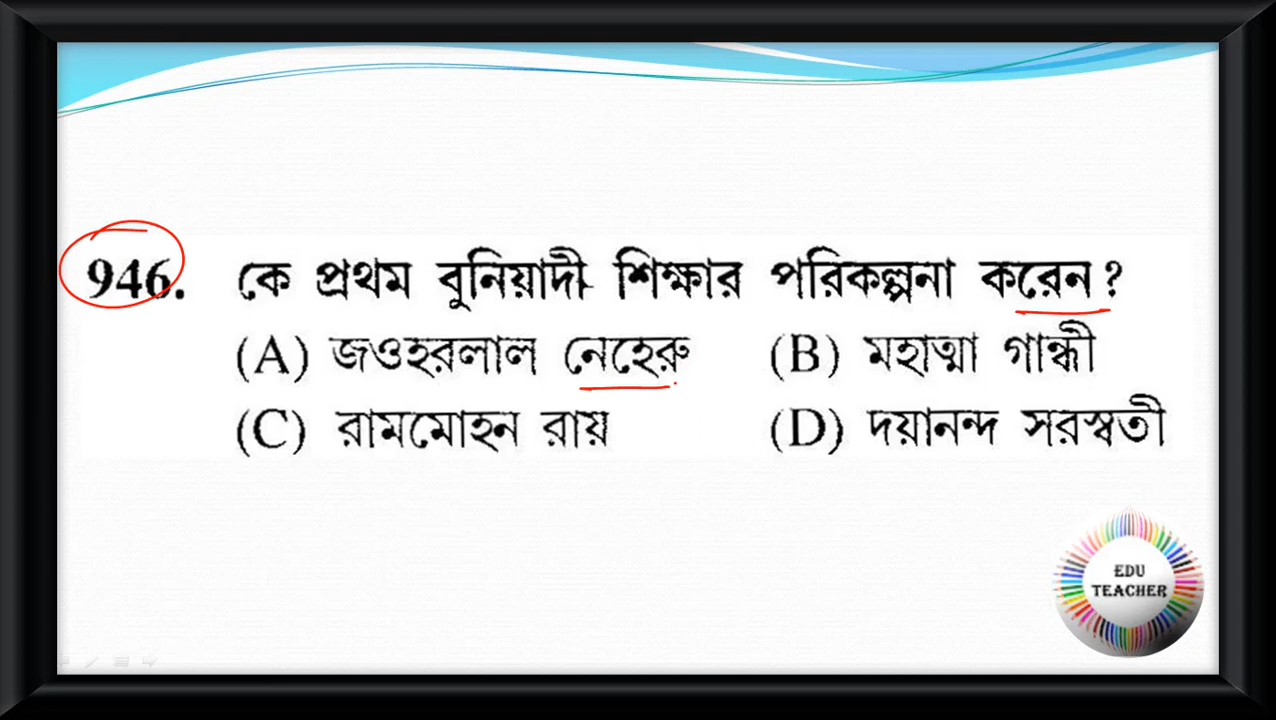 946. কে প্রথম বুনিয়াদী শিক্ষার পরিকল্পনা করেন?
(A) জওহরলাল নেহেরু (B) মহাত্মা গান্ধী
(C) রামমোহন রায় (D) দয়ানন্দ সরস্বতী
EDU
TEACHER